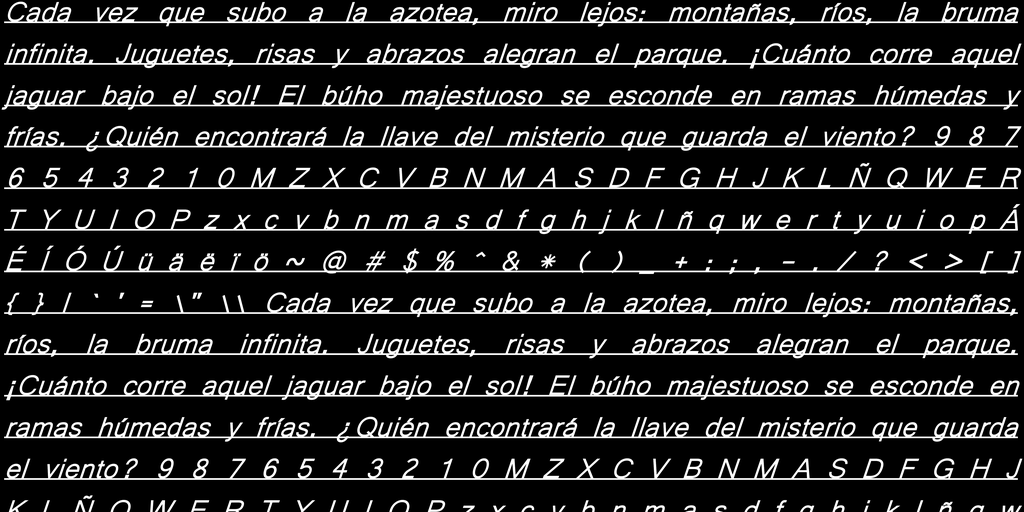 Cada vez que subo a la azotea, miro lejos: montañas, ríos, la bruma
infinita. Juguetes, risas y abrazos alegran el parque. ¡Cuánto corre aquel
jaguar bajo el sol! El búho majestuoso se esconde en ramas húmedas y
frías. ¿Quién encontrará la llave del misterio que guarda el viento? 9 8 7
6 5 4 3 2 1 0 M Z X C V B N M A S D F G H J K L Ñ Q W E R
T Y U I O P z x c v b n m a s d f g h j k l ñ q w e r t y u i o p Á
É Í Ó Ú ü ä ë ï ö ~ @ # $ % ^ & * ( ) _ + : ; , - . / ? < > [ ]
{ } | ` ' = \" \\ Cada vez que subo a la azotea, miro lejos: montañas,
ríos, la bruma infinita. Juguetes, risas y abrazos alegran el parque.
¡Cuánto corre aquel jaguar bajo el sol! El búho majestuoso se esconde en
ramas húmedas y frías. ¿Quién encontrará la llave del misterio que guarda
el viento? 9 8 7 6 5 4 3 2 1 0 M Z X C V B N M A S D F G H J
K L Ñ Q W E R T Y U I O P z x c v b n m a s d f g h j k l ñ q w